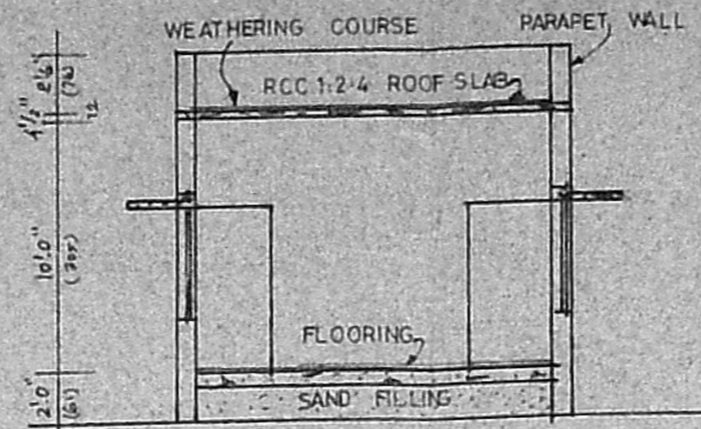 WEATHERING COURSE
PARAPET WALL
RCC 1:2:4 ROOF SLAB
2'6"
(76)
4½"
12
10'.0"
(305)
FLOORING
SAND FILLING
2'.0"
(61)